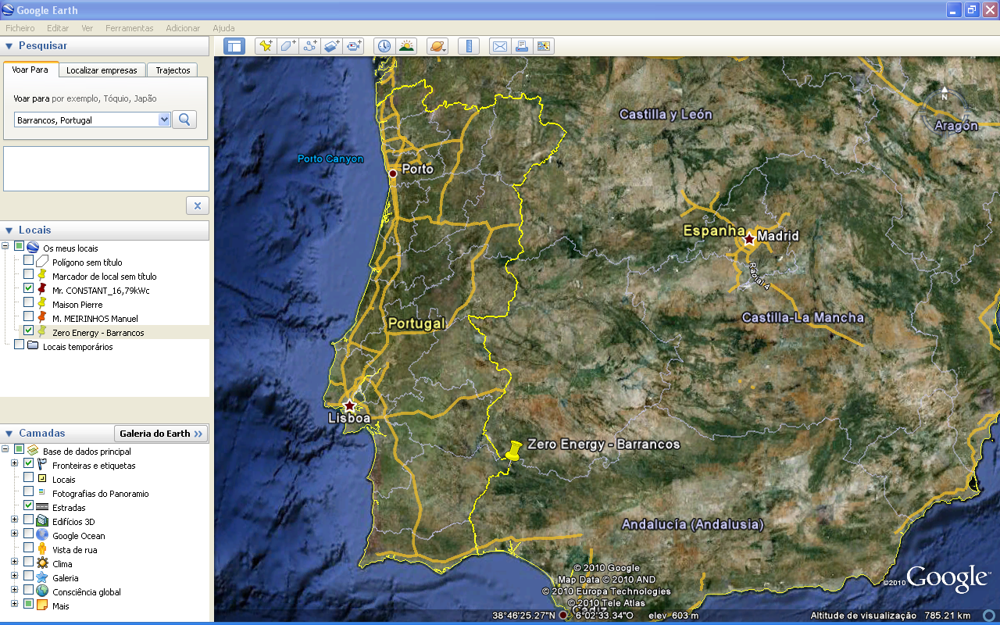 Google Earth
Ficheiro Editar Ver Ferramentas Adicionar Ajuda
Pesquisar
Voar Para Localizar empresas Trajectos
Voar para por exemplo, Tóquio, Japão
Barrancos, Portugal
Locais
Os meus locais
Polígono sem título
Marcador de local sem título
Mr. CONSTANT_16,79kWc
Maison Pierre
M. MEIRINHOS Manuel
Zero Energy - Barrancos
Locais temporários
Camadas
Galeria do Earth >>
Base de dados principal
Fronteiras e etiquetas
Locais
Fotografias do Panoramio
Estradas
Edifícios 3D
Google Ocean
Vista de rua
Clima
Galeria
Consciência global
Mais
N
Castilla y León
Aragón
Porto Canyon
Porto
Espanha
Madrid
Radial 4
Castilla-La Mancha
Portugal
Lisboa
Zero Energy - Barrancos
Andalucía (Andalusia)
© 2010 Google
Map Data © 2010 AND
© 2010 Europa Technologies
© 2010 Tele Atlas
Cádiz
©2010 Google™
38°46'25.27"N 6°02'33.34"O elev 603 m
Altitude de visualização 785.21 km